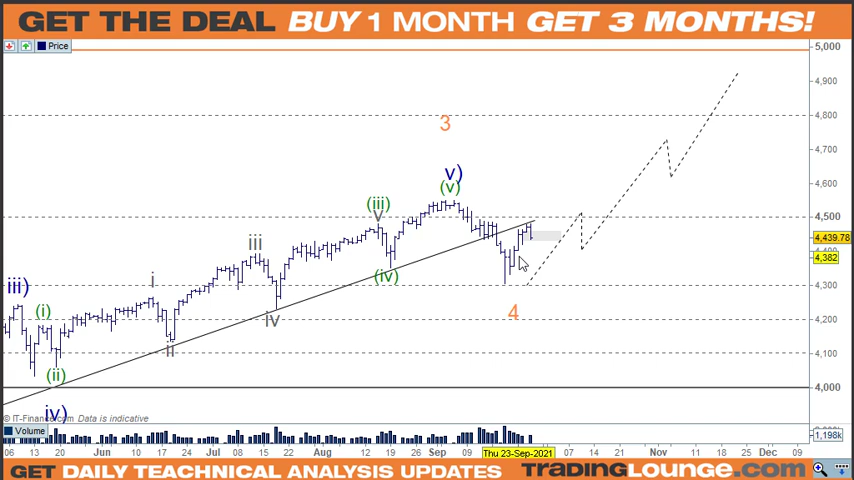 GET THE DEAL BUY 1 MONTH GET 3 MONTHS!
Price
5,000
4,900
4,800
4,700
4,600
4,500
4,439.78
4,382
4,300
4,200
4,100
4,000
3
v)
(v)
(iii)
v
iii
(iv)
i
iii)
(i)
iv
4
ii
(ii)
iv)
© IT-Finance.com Data is indicative
Volume
1,198k
06 13 20 Jun 10 17 24 Jul 09 16 23 Aug 12 19 26 Sep 09 Thu 23-Sep-2021 07 14 21 Nov 11 18 25 Dec 09
GET DAILY TEACHNICAL ANALYSIS UPDATES TRADINGLOUNGE.com